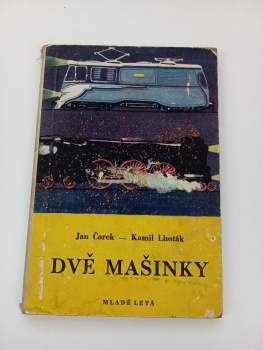 Jan Čarek — Kamil Lhoták
DVĚ MAŠINKY
MLADÉ LETÁ